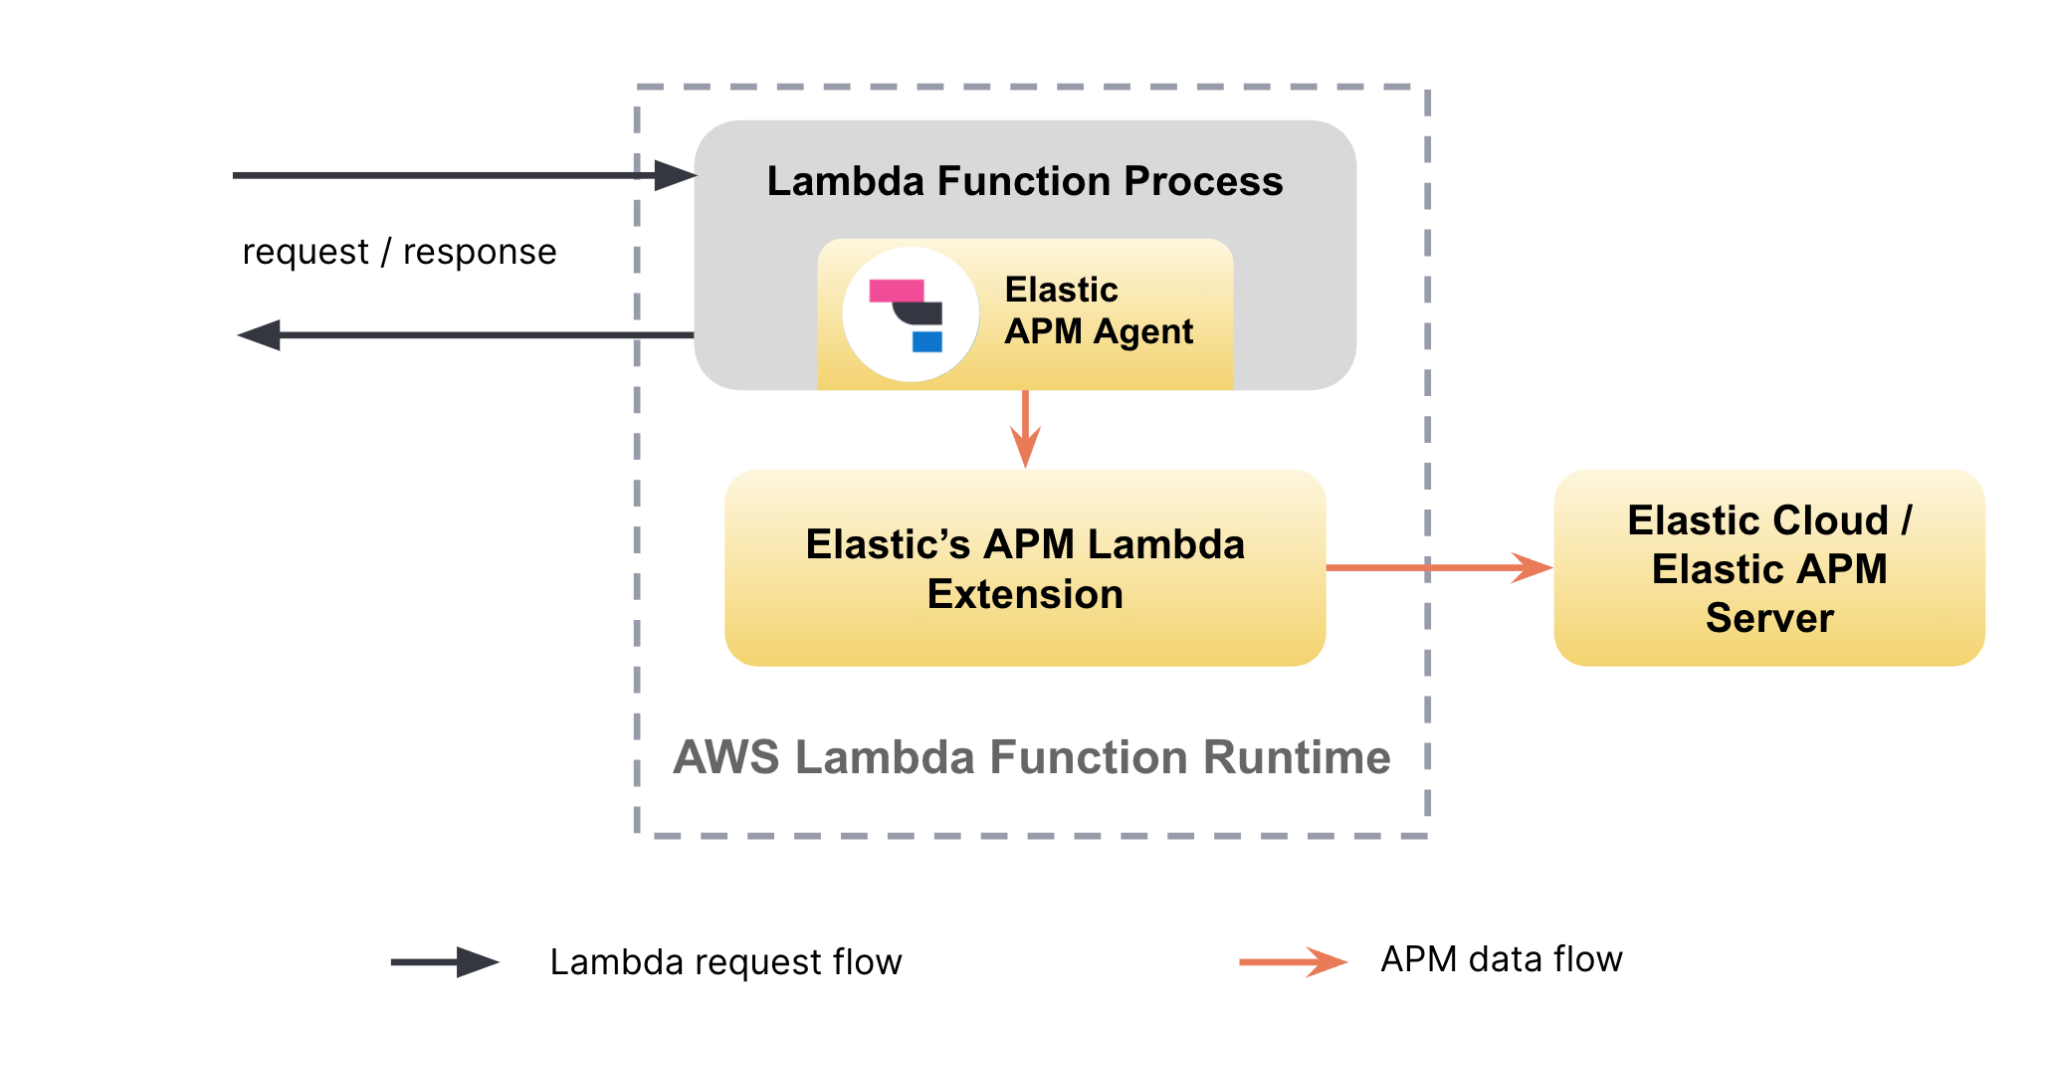 Lambda Function Process
request / response
Elastic
APM Agent
Elastic’s APM Lambda
Extension
Elastic Cloud /
Elastic APM
Server
AWS Lambda Function Runtime
Lambda request flow
APM data flow